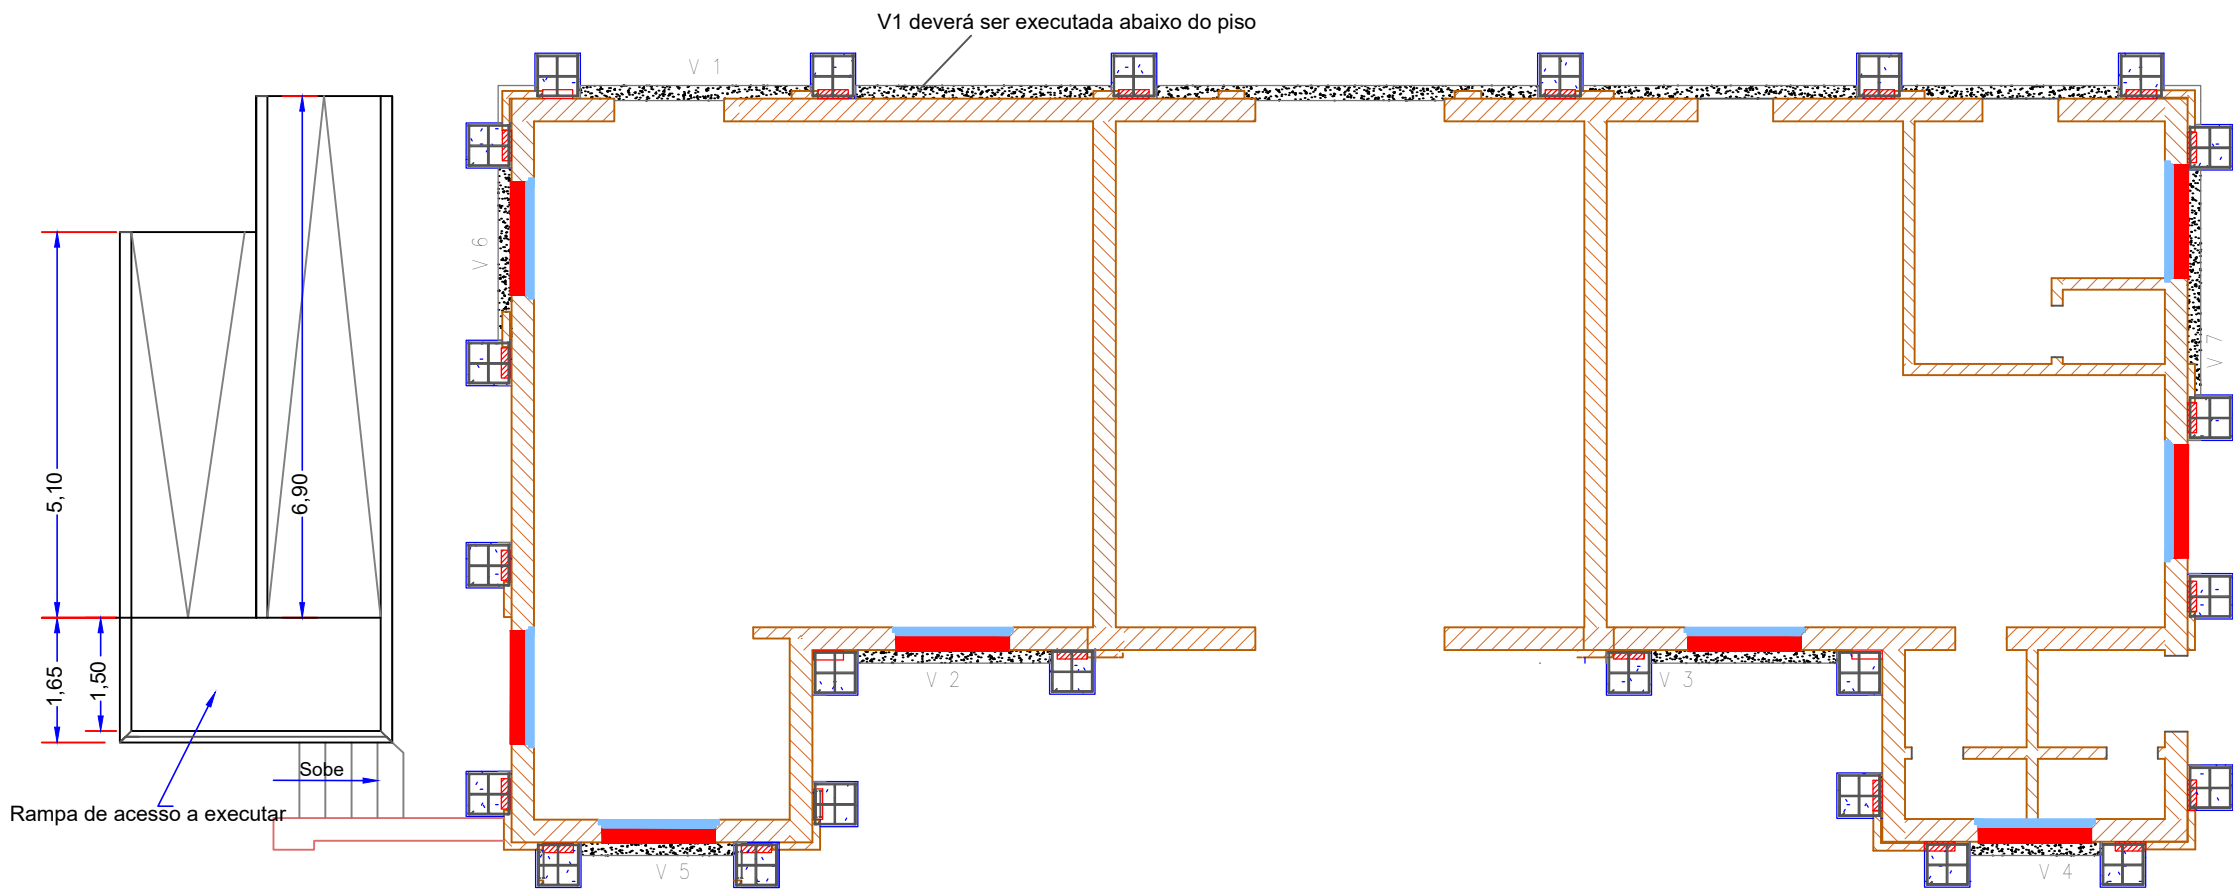 V1 deverá ser executada abaixo do piso
V 1
V 6
V 7
5,10
6,90
1,65
1,50
V 2
V 3
Sobe
Rampa de acesso a executar
V 5
V 4